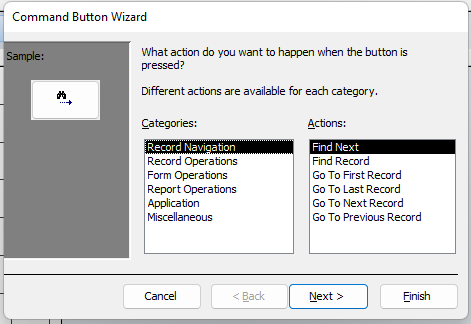 Command Button Wizard
Sample:
What action do you want to happen when the button is
pressed?
Different actions are available for each category.
Categories:
Actions:
Record Navigation
Record Operations
Form Operations
Report Operations
Application
Miscellaneous
Find Next
Find Record
Go To First Record
Go To Last Record
Go To Next Record
Go To Previous Record
Cancel
< Back
Next >
Finish